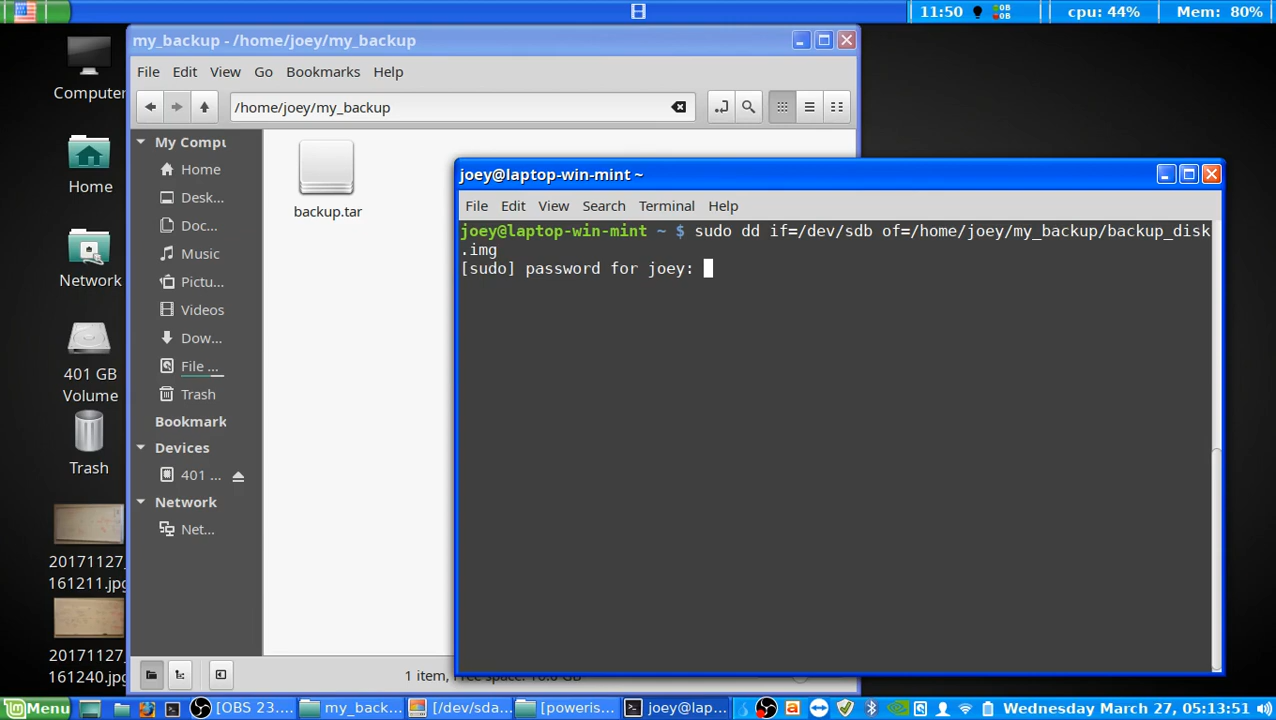 11:50
GB
GB
cpu: 44%
Mem: 80%
Computer
Home
Network
401 GB
Volume
Trash
20171127_
161211.jpg
20171127_
161240.jpg
my_backup - /home/joey/my_backup
File Edit View Go Bookmarks Help
/home/joey/my_backup
My Compu
Home
Desk...
Doc...
Music
Pictu...
Videos
Dow...
File ...
Trash
Bookmark
Devices
401 ...
Network
Net...
backup.tar
1 item, Free space:
joey@laptop-win-mint ~
File Edit View Search Terminal Help
joey@laptop-win-mint ~ $ sudo dd if=/dev/sdb of=/home/joey/my_backup/backup_disk
.img
[sudo] password for joey:
Menu
[OBS 23....
my_back...
[/dev/sda...
[poweris...
joey@lap...
Wednesday March 27, 05:13:51